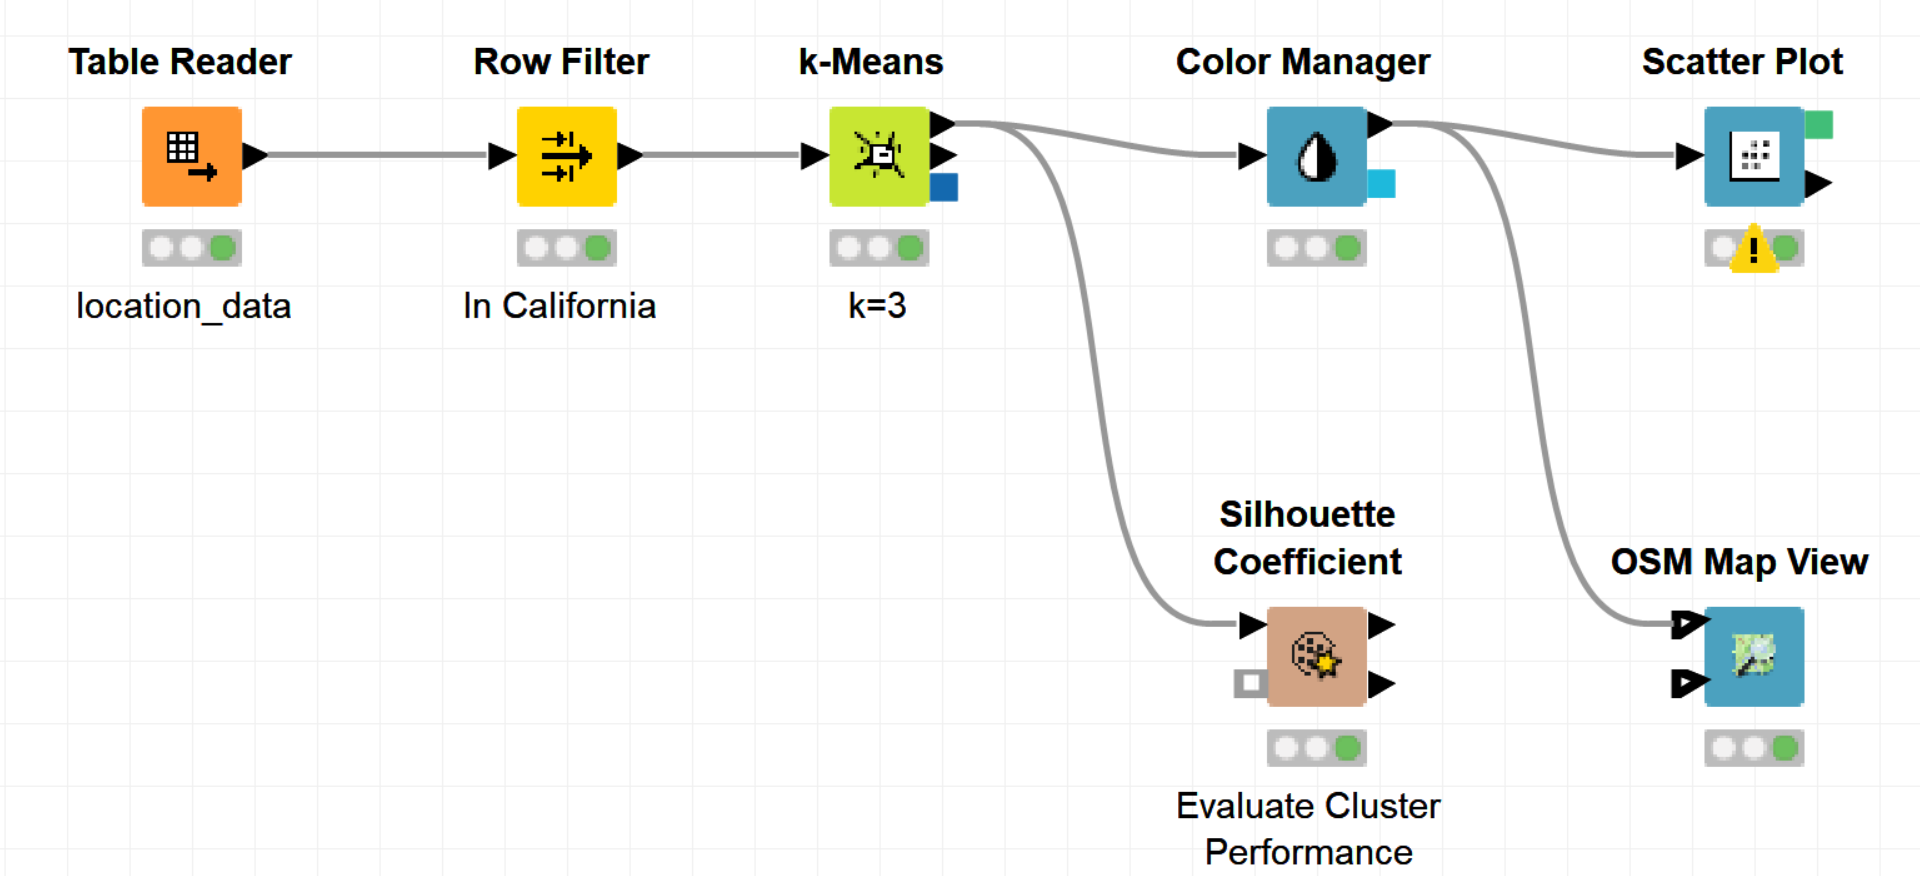 Table Reader
Row Filter
k-Means
Color Manager
Scatter Plot
location_data
In California
k=3
Silhouette
Coefficient
OSM Map View
Evaluate Cluster
Performance